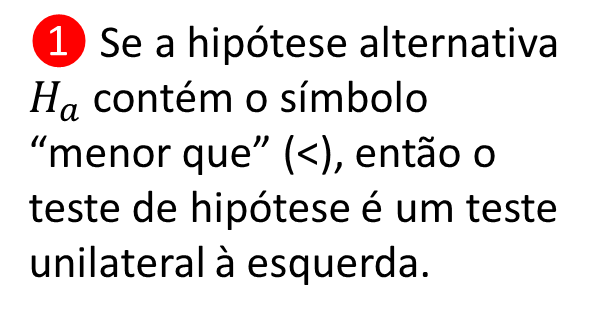 1 Se a hipótese alternativa
Hₐ contém o símbolo
“menor que” (<), então o
teste de hipótese é um teste
unilateral à esquerda.